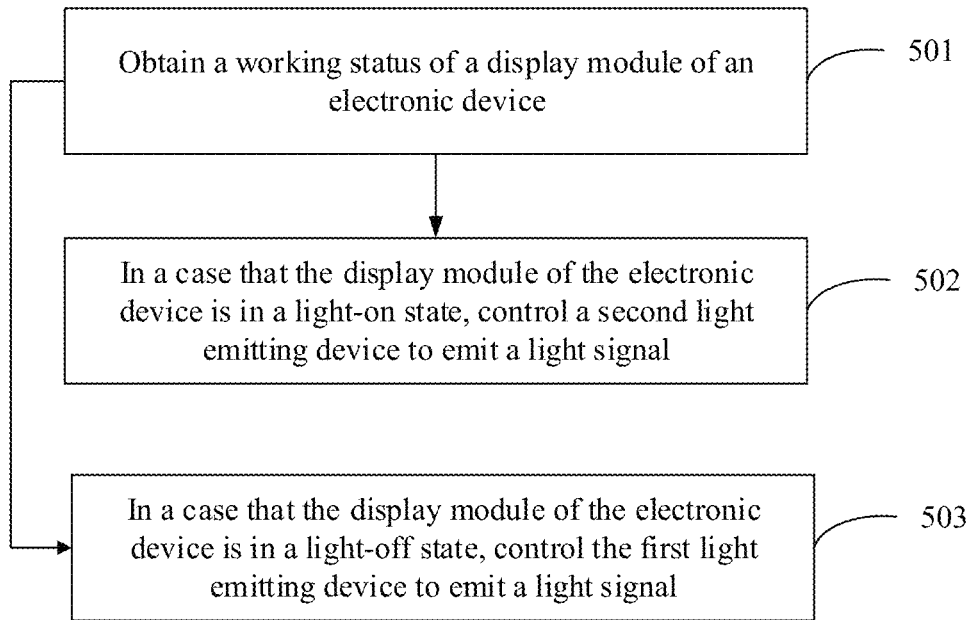 Obtain a working status of a display module of an
electronic device
501
In a case that the display module of the electronic
device is in a light-on state, control a second light
emitting device to emit a light signal
502
In a case that the display module of the electronic
device is in a light-off state, control the first light
emitting device to emit a light signal
503